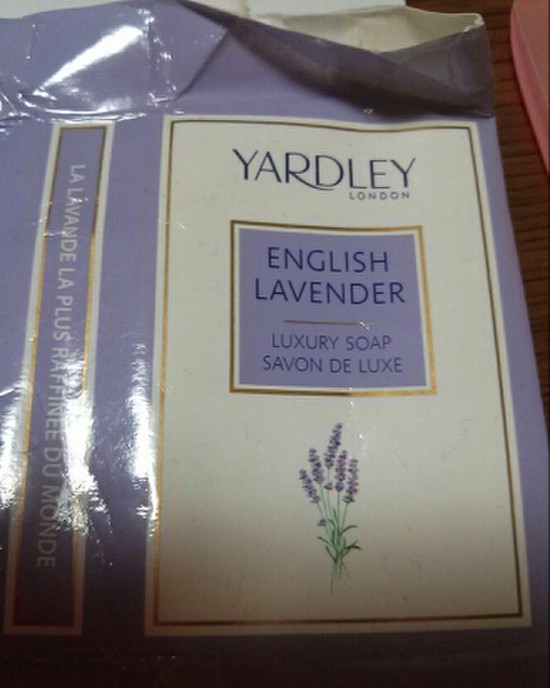 YARDLEY
LONDON
ENGLISH
LAVENDER
LUXURY SOAP
SAVON DE LUXE
LA LAVANDE LA PLUS RAFFINÉE DU MONDE